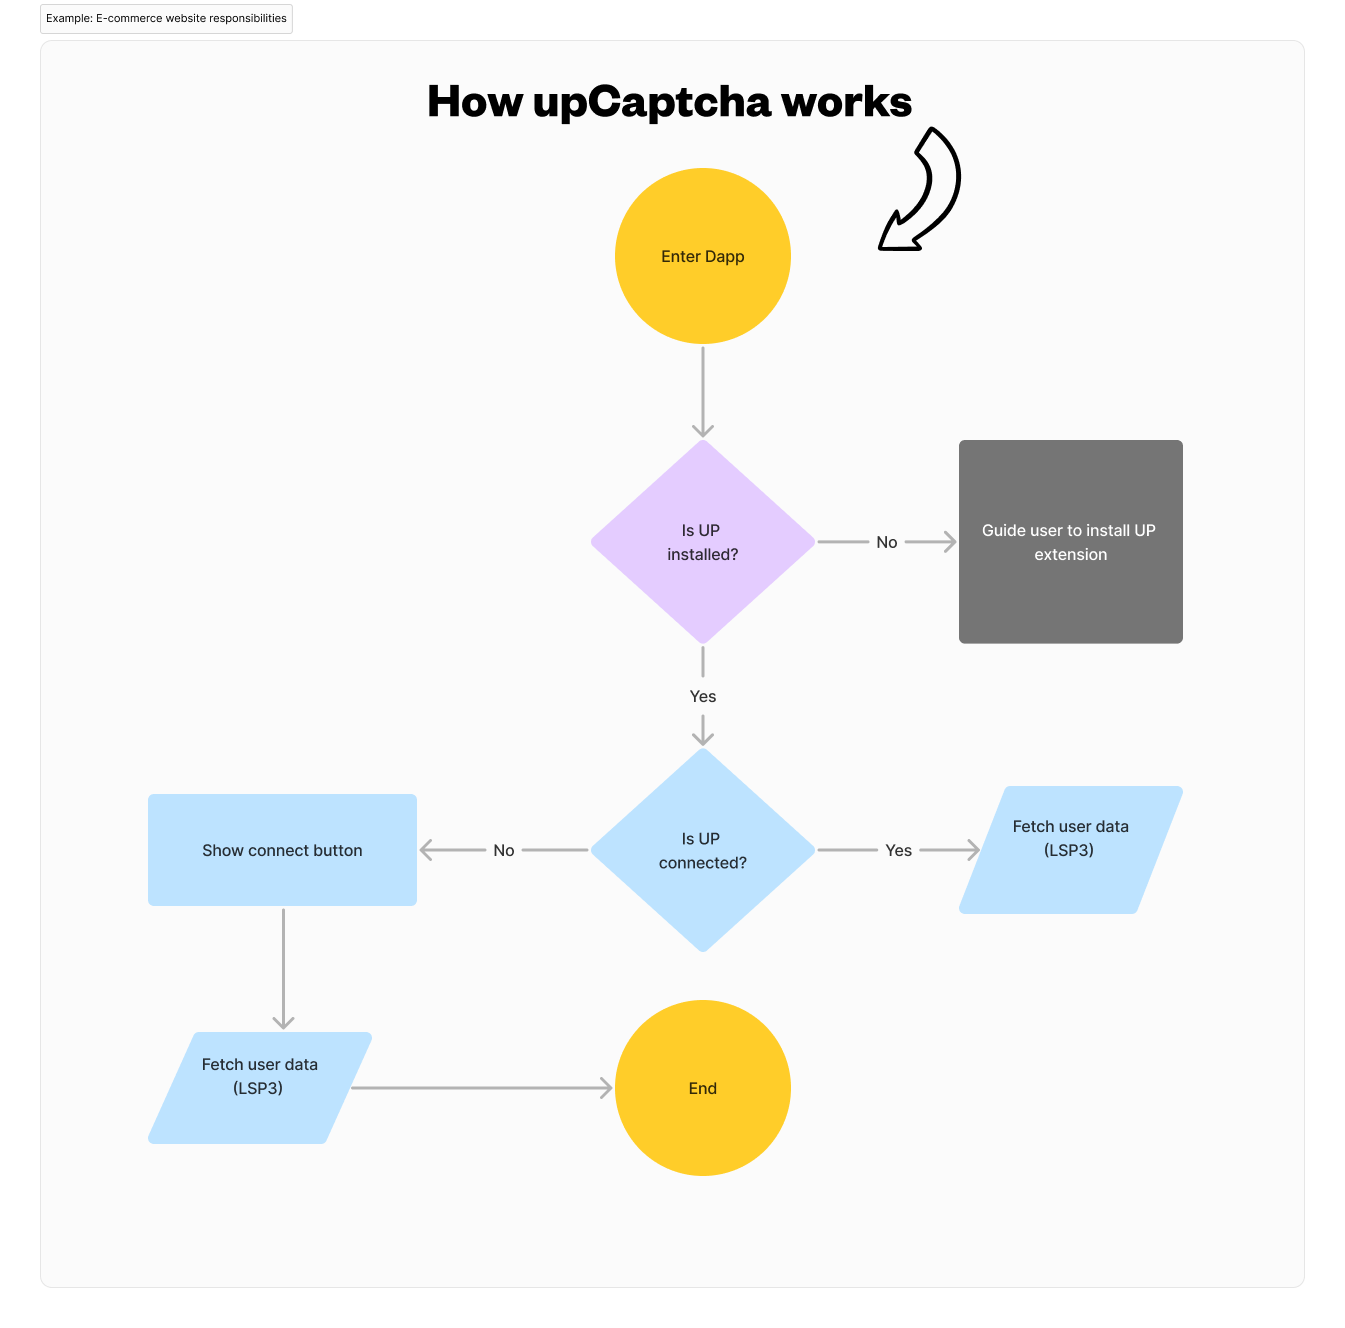 Example: E-commerce website responsibilities
How upCaptcha works
Enter Dapp
Is UP
installed?
No
Guide user to install UP
extension
Yes
Is UP
connected?
No
Show connect button
Yes
Fetch user data
(LSP3)
Fetch user data
(LSP3)
End